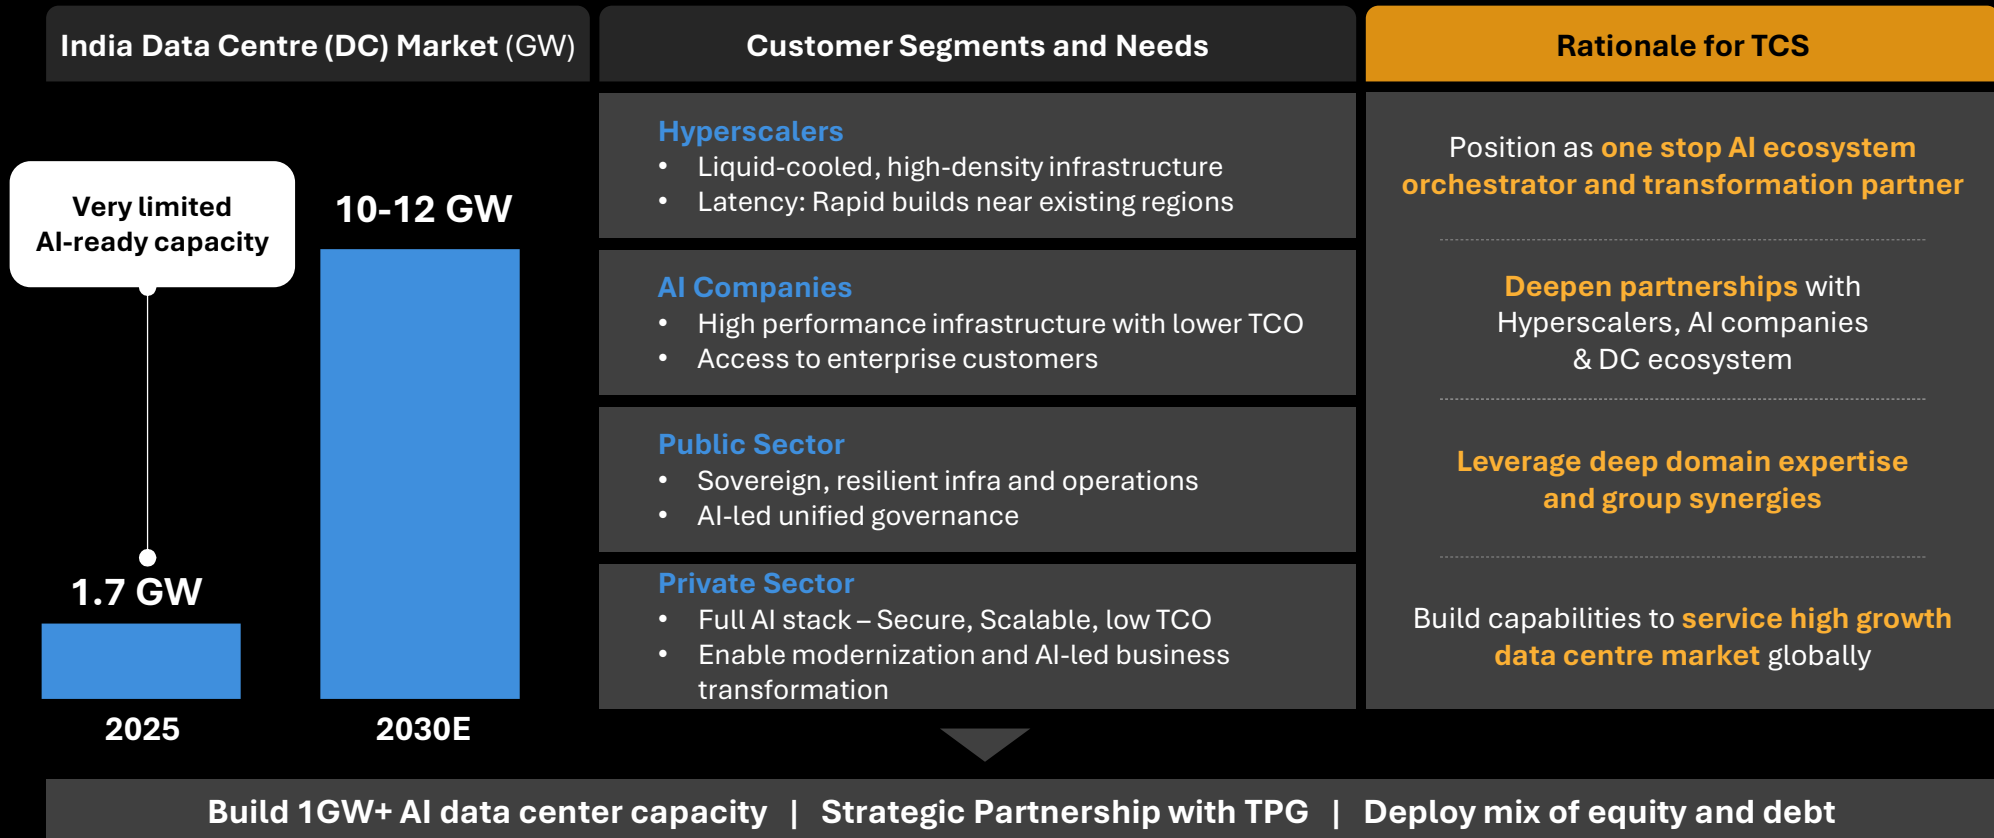 India Data Centre (DC) Market (GW)
Very limited
AI-ready capacity
10-12 GW
1.7 GW
2025
2030E
Customer Segments and Needs
Hyperscalers
• Liquid-cooled, high-density infrastructure
• Latency: Rapid builds near existing regions
AI Companies
• High performance infrastructure with lower TCO
• Access to enterprise customers
Public Sector
• Sovereign, resilient infra and operations
• AI-led unified governance
Private Sector
• Full AI stack – Secure, Scalable, low TCO
• Enable modernization and AI-led business
transformation
Rationale for TCS
Position as one stop AI ecosystem
orchestrator and transformation partner
Deepen partnerships with
Hyperscalers, AI companies
& DC ecosystem
Leverage deep domain expertise
and group synergies
Build capabilities to service high growth
data centre market globally
Build 1GW+ AI data center capacity | Strategic Partnership with TPG | Deploy mix of equity and debt